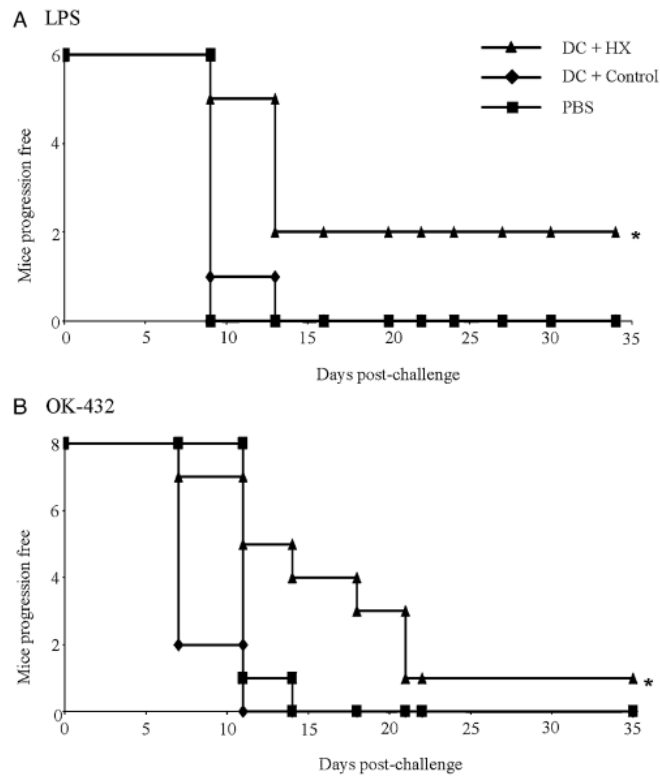 A LPS
DC + HX
DC + Control
PBS
Mice progression free
6
4
2
0
*
0 5 10 15 20 25 30 35
Days post-challenge
B OK-432
Mice progression free
8
6
4
2
0
*
0 5 10 15 20 25 30 35
Days post-challenge